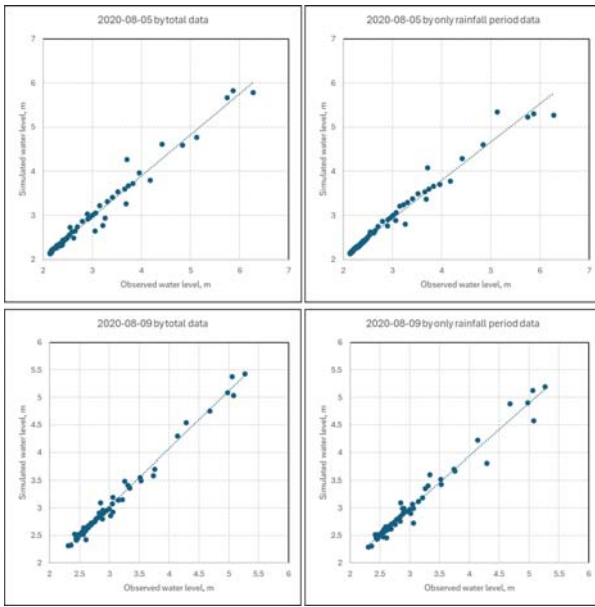 2020-08-05 by total data
7
6
5
4
3
2
Simulated water level, m
2 3 4 5 6 7
Observed water level, m
2020-08-05 by only rainfall period data
7
6
5
4
3
2
Simulated water level, m
2 3 4 5 6 7
Observed water level, m
2020-08-09 by total data
6
5.5
5
4.5
4
3.5
3
2.5
2
Simulated water level, m
2 2.5 3 3.5 4 4.5 5 5.5 6
Observed water level, m
2020-08-09 by only rainfall period data
6
5.5
5
4.5
4
3.5
3
2.5
2
Simulated water level, m
2 2.5 3 3.5 4 4.5 5 5.5 6
Observed water level, m